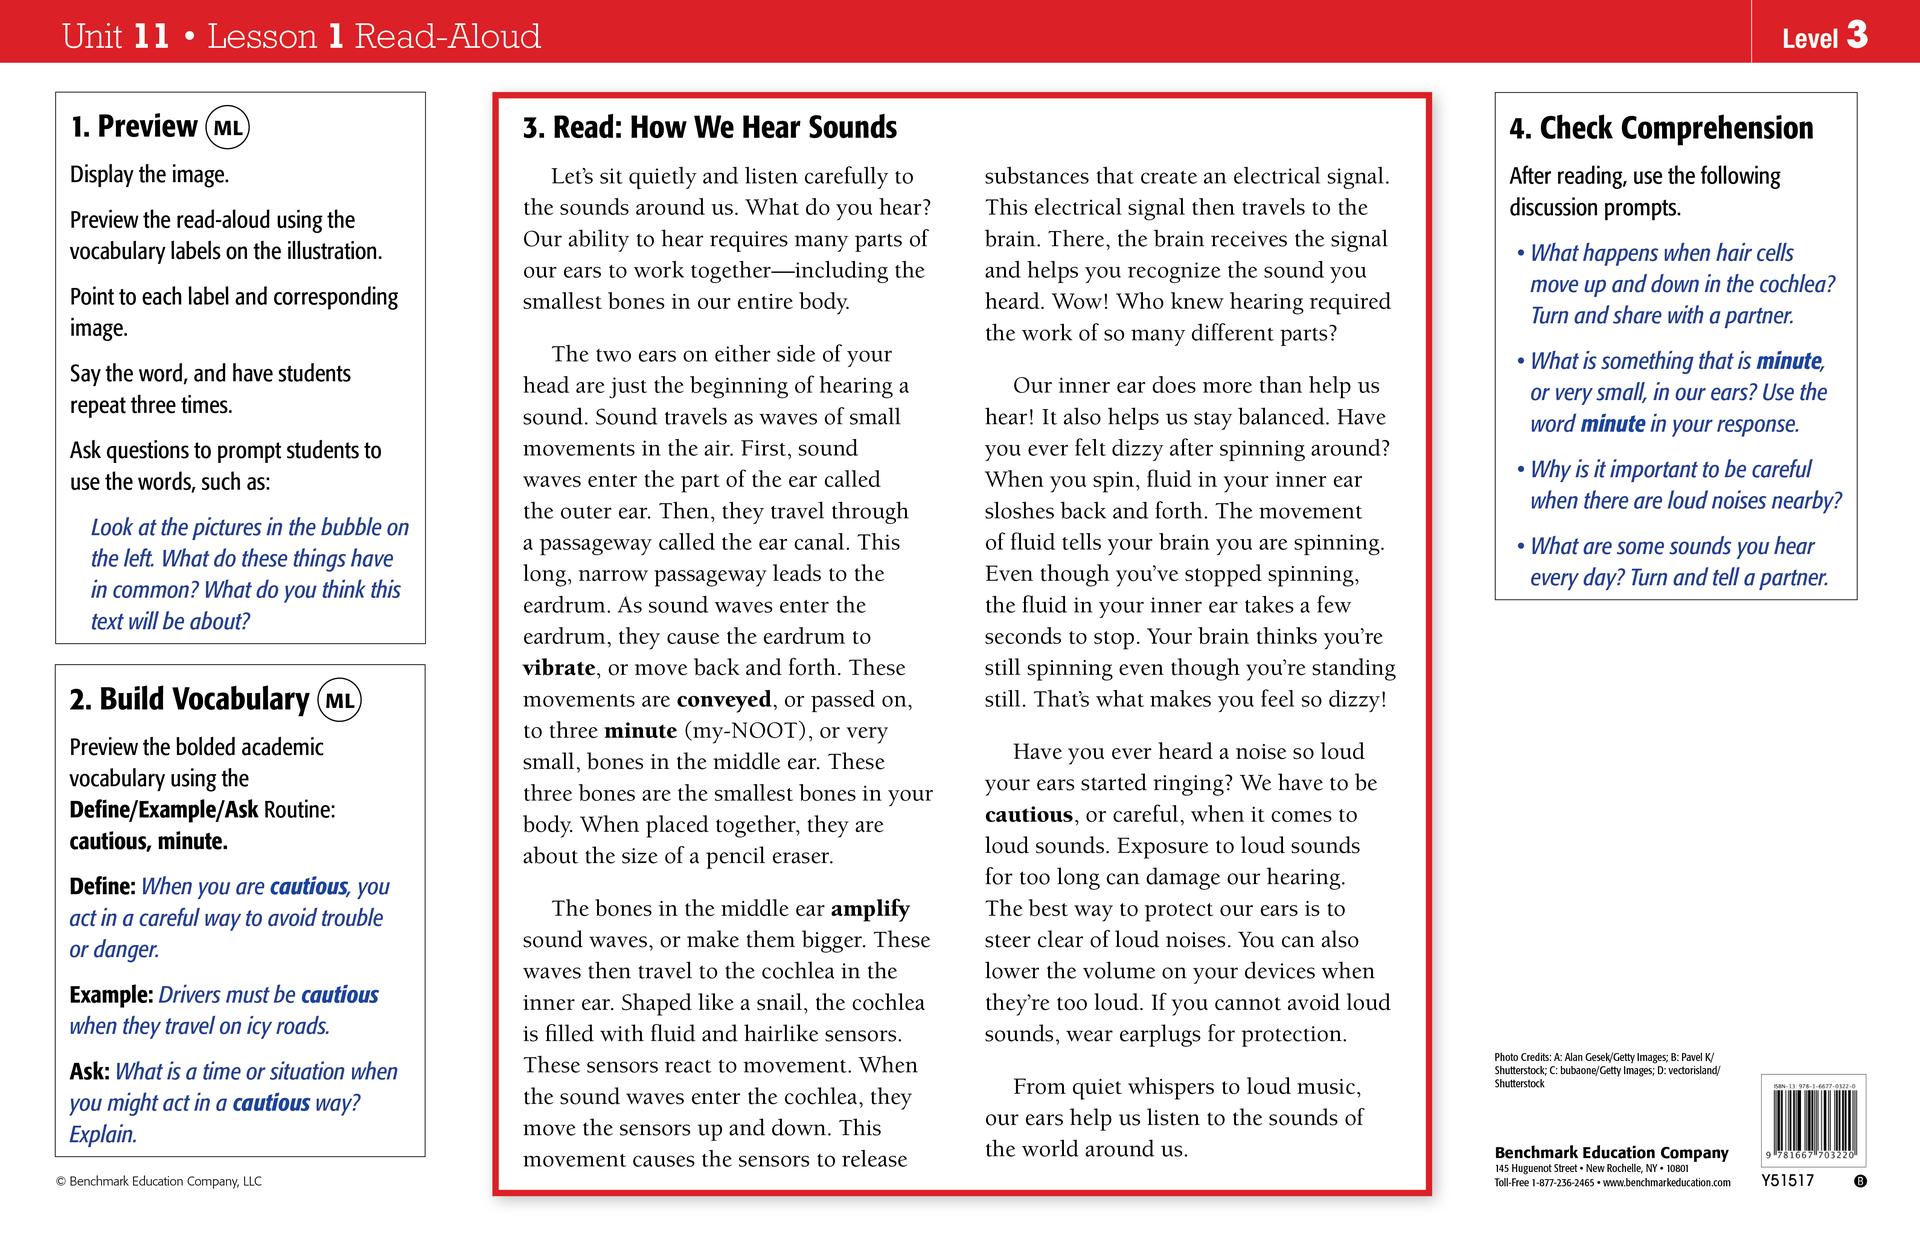 Unit 11 • Lesson 1 Read-Aloud
Level 3
1. Preview ML
Display the image.
Preview the read-aloud using the
vocabulary labels on the illustration.
Point to each label and corresponding
image.
Say the word, and have students
repeat three times.
Ask questions to prompt students to
use the words, such as:
Look at the pictures in the bubble on
the left. What do these things have
in common? What do you think this
text will be about?
2. Build Vocabulary ML
Preview the bolded academic
vocabulary using the
Define/Example/Ask Routine:
cautious, minute.
Define: When you are cautious, you
act in a careful way to avoid trouble
or danger.
Example: Drivers must be cautious
when they travel on icy roads.
Ask: What is a time or situation when
you might act in a cautious way?
Explain.
© Benchmark Education Company, LLC
3. Read: How We Hear Sounds
Let's sit quietly and listen carefully to
the sounds around us. What do you hear?
Our ability to hear requires many parts of
our ears to work together—including the
smallest bones in our entire body.
The two ears on either side of your
head are just the beginning of hearing a
sound. Sound travels as waves of small
movements in the air. First, sound
waves enter the part of the ear called
the outer ear. Then, they travel through
a passageway called the ear canal. This
long, narrow passageway leads to the
eardrum. As sound waves enter the
eardrum, they cause the eardrum to
vibrate, or move back and forth. These
movements are conveyed, or passed on,
to three minute (my-NOOT), or very
small, bones in the middle ear. These
three bones are the smallest bones in your
body. When placed together, they are
about the size of a pencil eraser.
The bones in the middle ear amplify
sound waves, or make them bigger. These
waves then travel to the cochlea in the
inner ear. Shaped like a snail, the cochlea
is filled with fluid and hairlike sensors.
These sensors react to movement. When
the sound waves enter the cochlea, they
move the sensors up and down. This
movement causes the sensors to release
substances that create an electrical signal.
This electrical signal then travels to the
brain. There, the brain receives the signal
and helps you recognize the sound you
heard. Wow! Who knew hearing required
the work of so many different parts?
Our inner ear does more than help us
hear! It also helps us stay balanced. Have
you ever felt dizzy after spinning around?
When you spin, fluid in your inner ear
sloshes back and forth. The movement
of fluid tells your brain you are spinning.
Even though you've stopped spinning,
the fluid in your inner ear takes a few
seconds to stop. Your brain thinks you're
still spinning even though you're standing
still. That's what makes you feel so dizzy!
Have you ever heard a noise so loud
your ears started ringing? We have to be
cautious, or careful, when it comes to
loud sounds. Exposure to loud sounds
for too long can damage our hearing.
The best way to protect our ears is to
steer clear of loud noises. You can also
lower the volume on your devices when
they're too loud. If you cannot avoid loud
sounds, wear earplugs for protection.
From quiet whispers to loud music,
our ears help us listen to the sounds of
the world around us.
4. Check Comprehension
After reading, use the following
discussion prompts.
• What happens when hair cells
move up and down in the cochlea?
Turn and share with a partner.
• What is something that is minute,
or very small, in our ears? Use the
word minute in your response.
• Why is it important to be careful
when there are loud noises nearby?
• What are some sounds you hear
every day? Turn and tell a partner.
Photo Credits: A: Alan Gesek/Getty Images; B: Pavel K/
Shutterstock; C: bubaone/Getty Images; D: vectorisland/
Shutterstock
Benchmark Education Company
145 Huguenot Street • New Rochelle, NY • 10801
Toll-Free 1-877-236-2465 • www.benchmarkeducation.com
ISBN-13: 978-1-6677-0322-0
9 781667 703220
Y51517
B